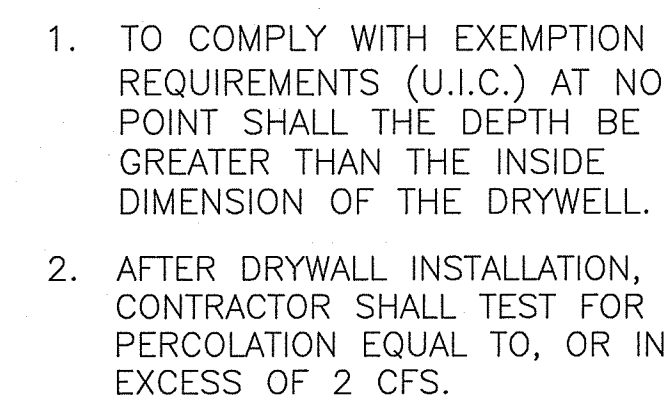 1. TO COMPLY WITH EXEMPTION
REQUIREMENTS (U.I.C.) AT NO
POINT SHALL THE DEPTH BE
GREATER THAN THE INSIDE
DIMENSION OF THE DRYWELL.
2. AFTER DRYWALL INSTALLATION,
CONTRACTOR SHALL TEST FOR
PERCOLATION EQUAL TO, OR IN
EXCESS OF 2 CFS.